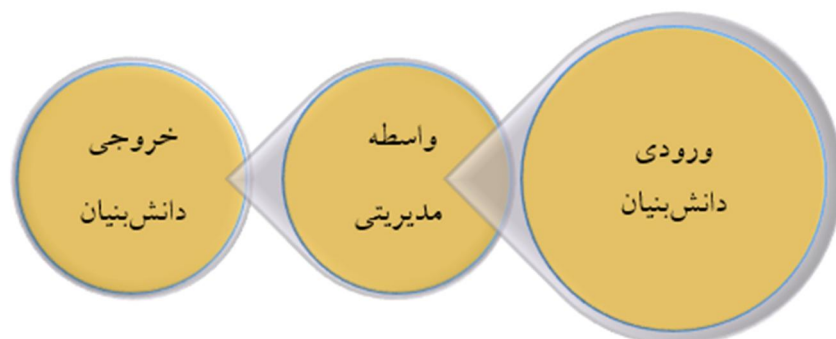 ورودی
دانش‌بنیان
واسطه
مدیریتی
خروجی
دانش‌بنیان